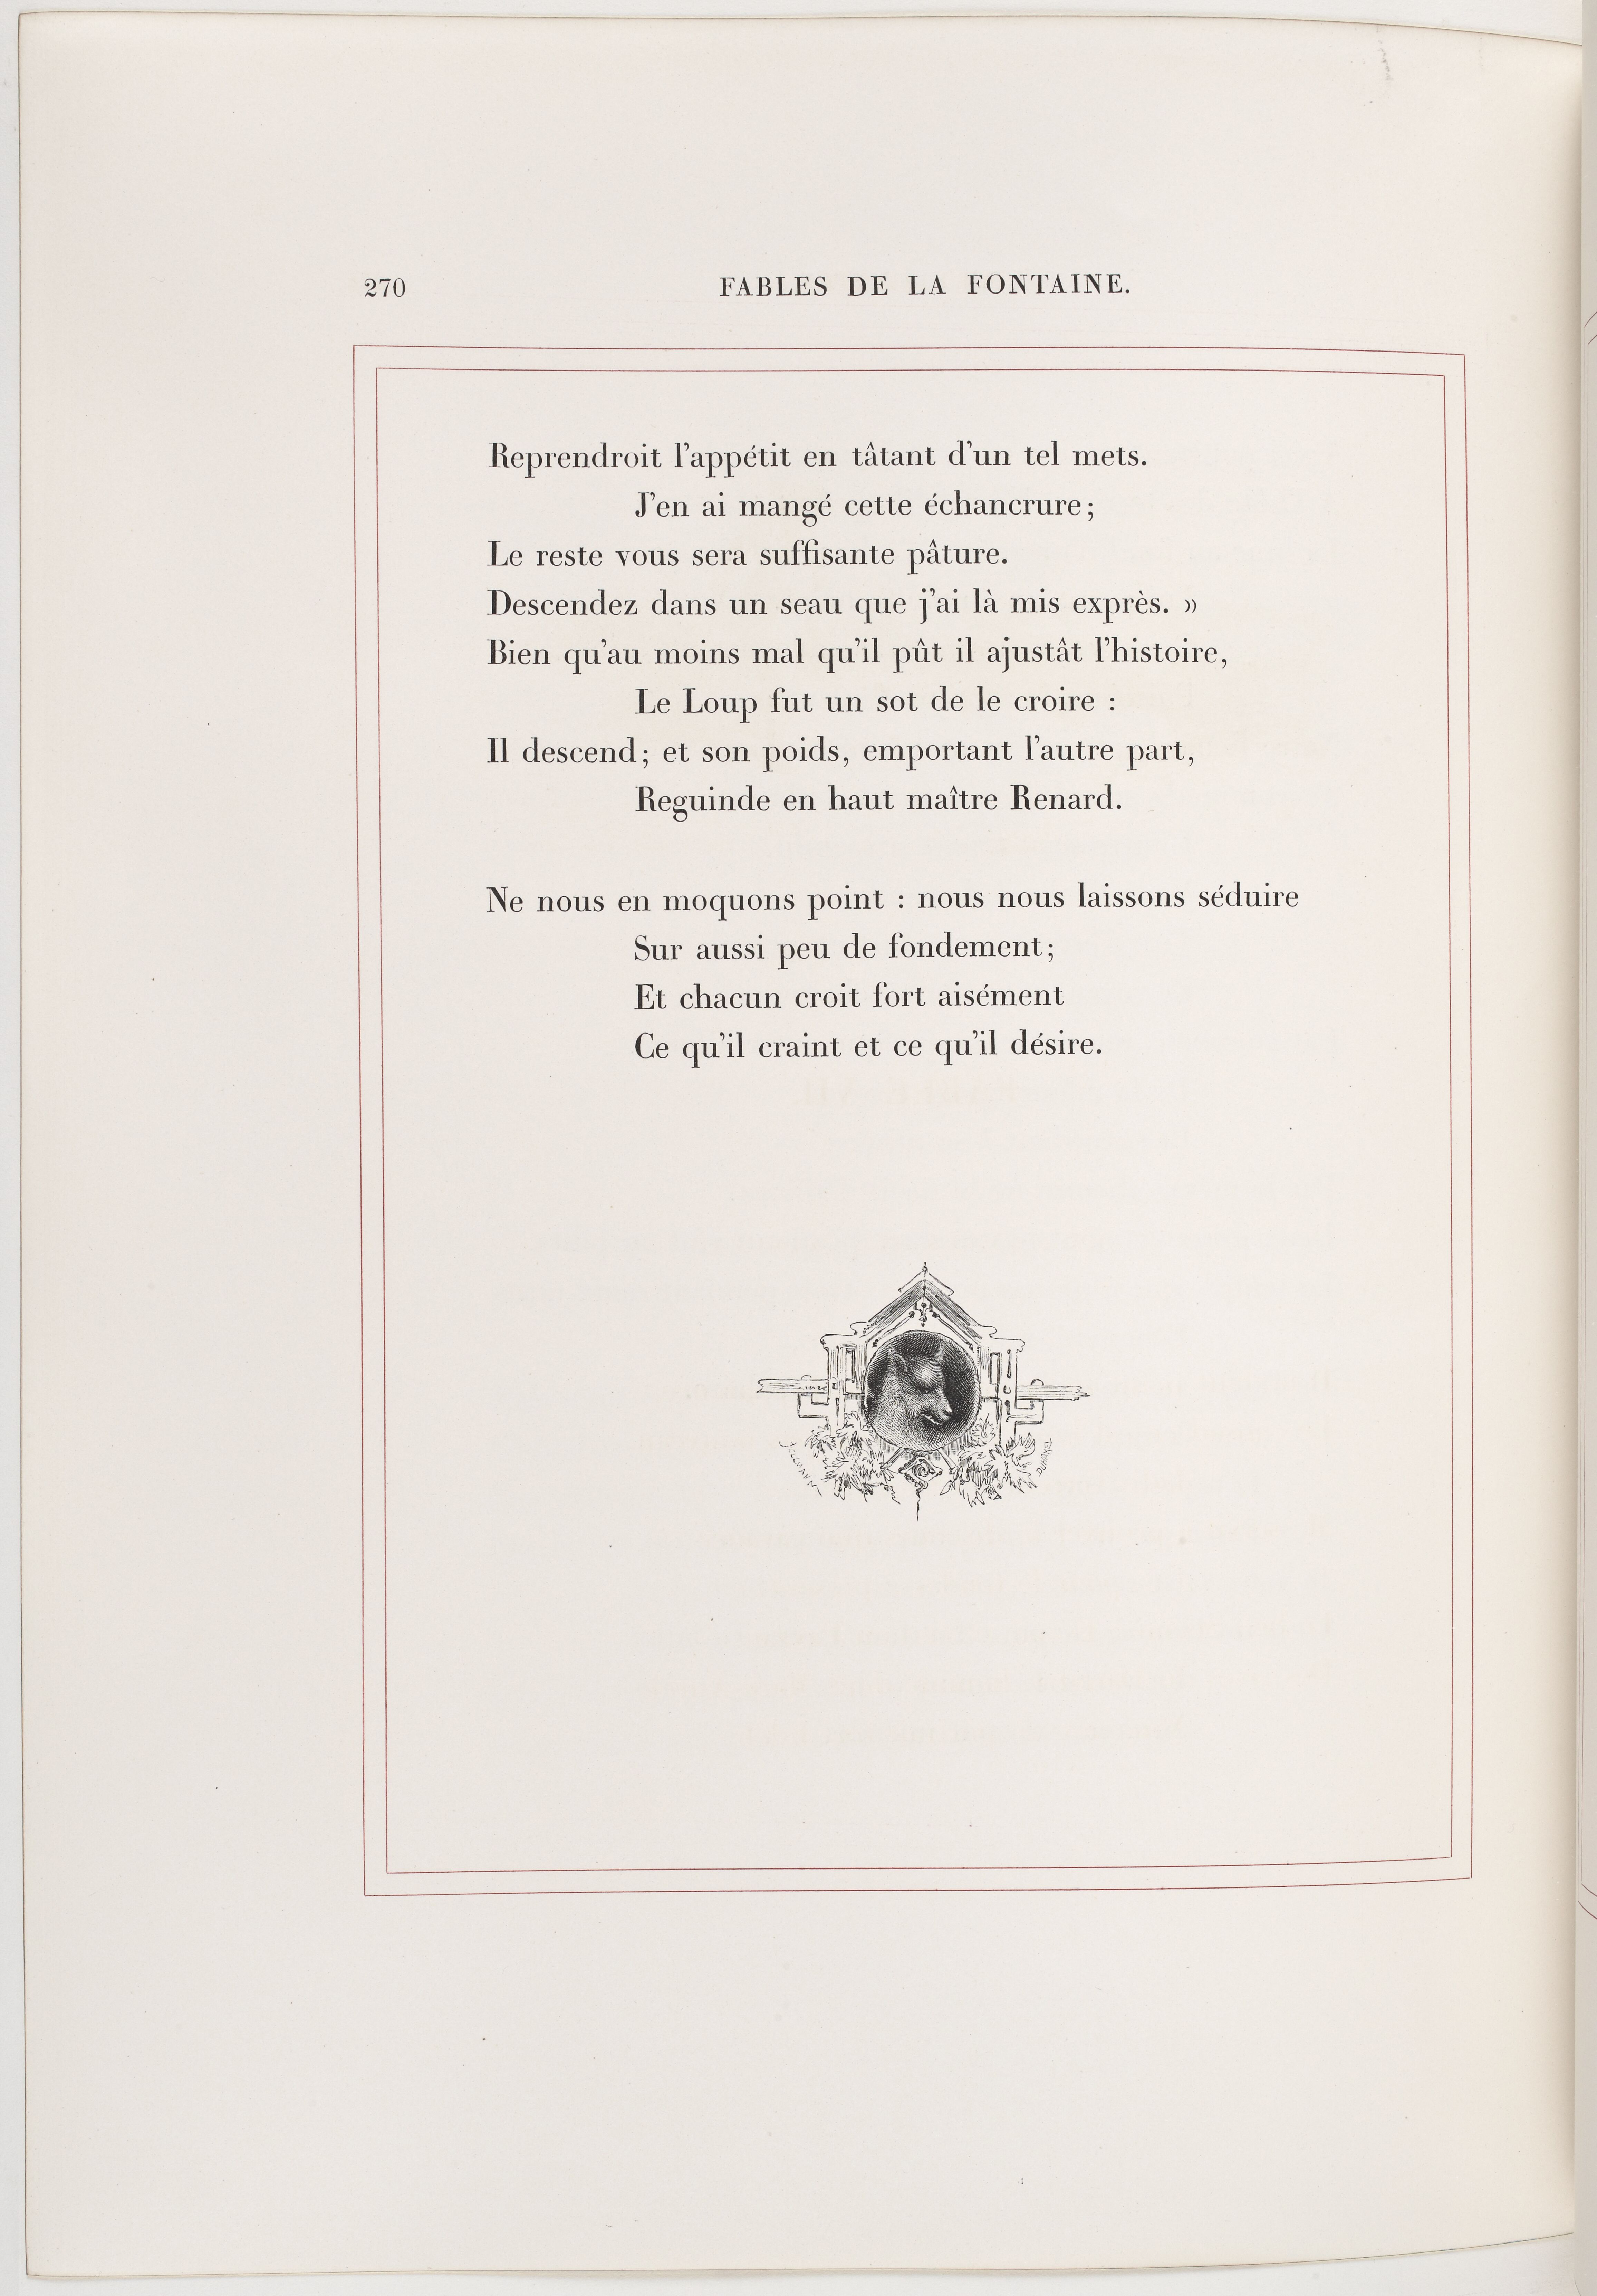 270
FABLES DE LA FONTAINE.
Reprendroit l'appétit en tâtant d'un tel mets.
J'en ai mangé cette échancrure;
Le reste vous sera suffisante pâture.
Descendez dans un seau que j'ai là mis exprès. »
Bien qu'au moins mal qu'il pût il ajustât l'histoire,
Le Loup fut un sot de le croire :
Il descend; et son poids, emportant l'autre part,
Reguinde en haut maître Renard.
Ne nous en moquons point : nous nous laissons séduire
Sur aussi peu de fondement;
Et chacun croit fort aisément
Ce qu'il craint et ce qu'il désire.
DUHAMEL